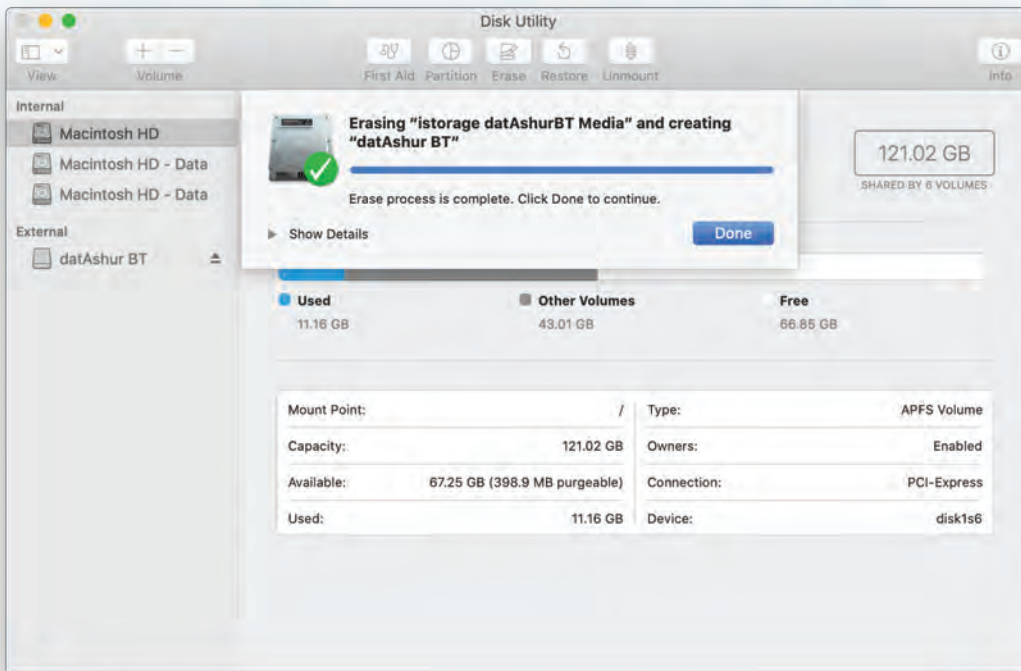 Disk Utility
View
Volume
First Aid Partition Erase Restore Unmount
Info
Internal
Macintosh HD
Macintosh HD - Data
Macintosh HD - Data
External
datAshur BT
Erasing “istorage datAshurBT Media” and creating
“datAshur BT”
Erase process is complete. Click Done to continue.
Show Details
Done
121.02 GB
SHARED BY 6 VOLUMES
Used
11.16 GB
Other Volumes
43.01 GB
Free
66.85 GB
Mount Point: /
Capacity: 121.02 GB
Available: 67.25 GB (398.9 MB purgeable)
Used: 11.16 GB
Type: APFS Volume
Owners: Enabled
Connection: PCI-Express
Device: disk1s6